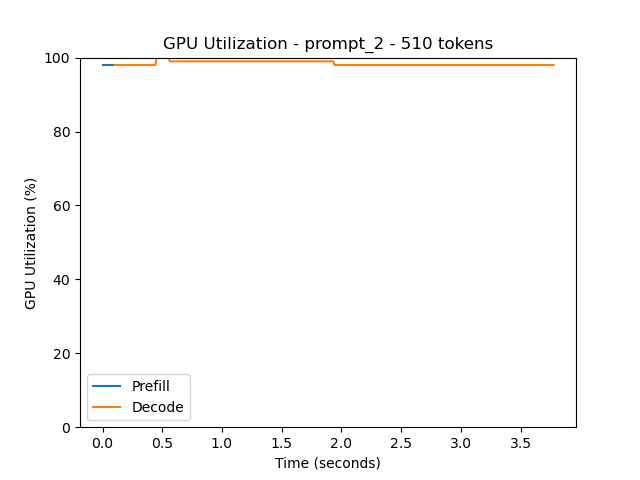 GPU Utilization - prompt_2 - 510 tokens
100
80
60
40
20
0
GPU Utilization (%)
Prefill
Decode
0.0 0.5 1.0 1.5 2.0 2.5 3.0 3.5
Time (seconds)